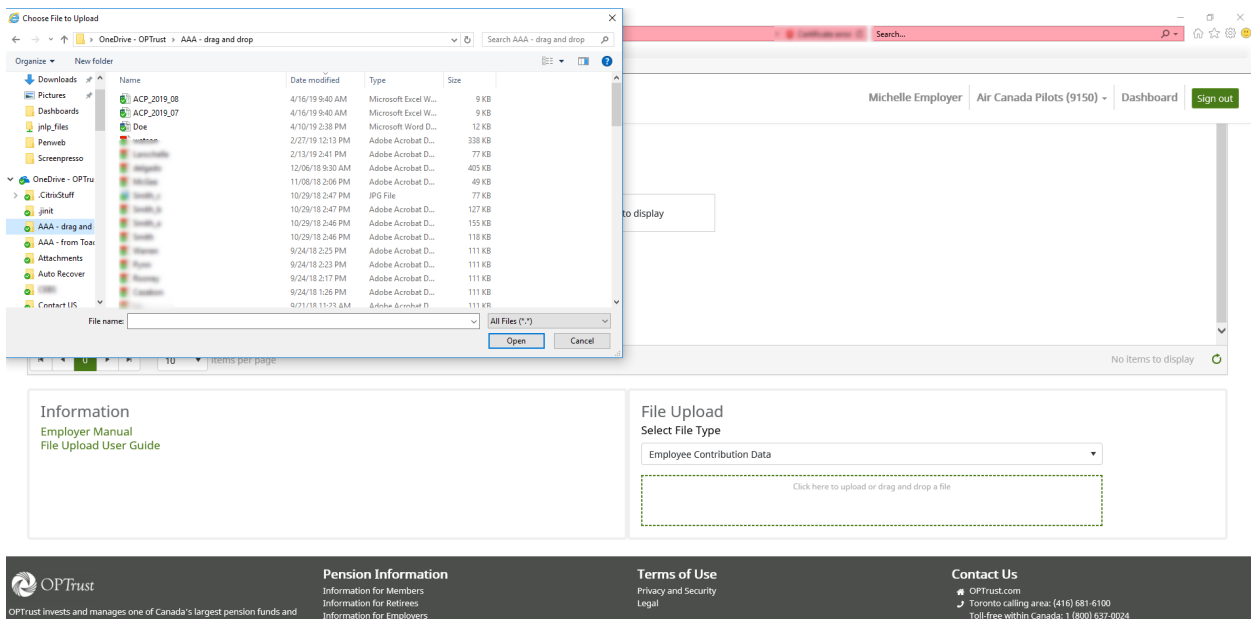 Choose File to Upload
OneDrive - OPTrust > AAA - drag and drop
Search AAA - drag and drop
Search...
Organize
New folder
Downloads
Pictures
Dashboards
jnlp_files
Penweb
Screenpresso
OneDrive - OPTru
.CitrixStuff
.jinit
AAA - drag and
AAA - from Toad
Attachments
Auto Recover
Contact US
Name Date modified Type Size
ACP_2019_08 4/16/19 9:40 AM Microsoft Excel W... 9 KB
ACP_2019_07 4/16/19 9:40 AM Microsoft Excel W... 9 KB
Doe 4/10/19 2:38 PM Microsoft Word D... 12 KB
watson 2/27/19 12:13 PM Adobe Acrobat D... 338 KB
2/13/19 2:41 PM Adobe Acrobat D... 77 KB
12/06/18 9:30 AM Adobe Acrobat D... 405 KB
11/08/18 2:06 PM Adobe Acrobat D... 49 KB
10/29/18 2:47 PM JPG File 77 KB
10/29/18 2:47 PM Adobe Acrobat D... 127 KB
10/29/18 2:46 PM Adobe Acrobat D... 155 KB
10/29/18 2:46 PM Adobe Acrobat D... 118 KB
9/24/18 2:25 PM Adobe Acrobat D... 111 KB
9/24/18 2:23 PM Adobe Acrobat D... 111 KB
9/24/18 2:17 PM Adobe Acrobat D... 111 KB
9/24/18 1:26 PM Adobe Acrobat D... 111 KB
9/21/18 11:23 AM Adobe Acrobat D... 111 KB
File name:
All Files (*.*)
Open Cancel
Michelle Employer Air Canada Pilots (9150) Dashboard Sign out
to display
0 10 items per page No items to display
Information
Employer Manual
File Upload User Guide
File Upload
Select File Type
Employee Contribution Data
Click here to upload or drag and drop a file
OPTrust
OPTrust invests and manages one of Canada's largest pension funds and
Pension Information
Information for Members
Information for Retirees
Information for Employers
Terms of Use
Privacy and Security
Legal
Contact Us
OPTrust.com
Toronto calling area: (416) 681-6100
Toll-free within Canada: 1 (800) 637-0024